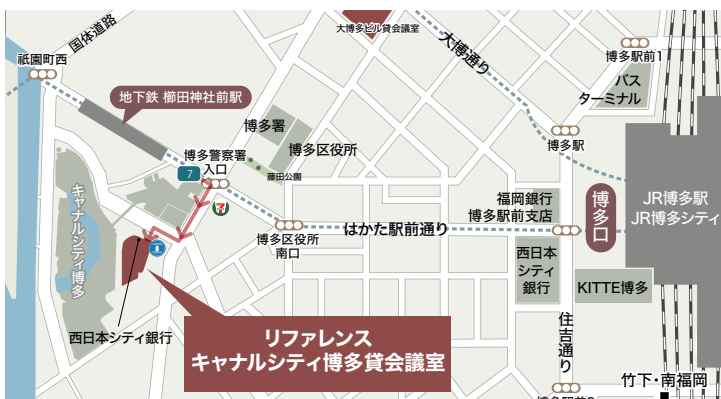 大博多ビル貸会議室
国体道路
大博通り
祇園町西
博多駅前1
バス
ターミナル
地下鉄 櫛田神社前駅
博多署
博多区役所
博多駅
博多警察署
入口
7
藤田公園
7
キャナルシティ博多
福岡銀行
博多駅前支店
博多口
JR博多駅
JR博多シティ
はかた駅前通り
博多区役所
南口
西日本
シティ
銀行
KITTE博多
西日本シティ銀行
リファレンス
キャナルシティ博多貸会議室
住吉通り
竹下・南福岡